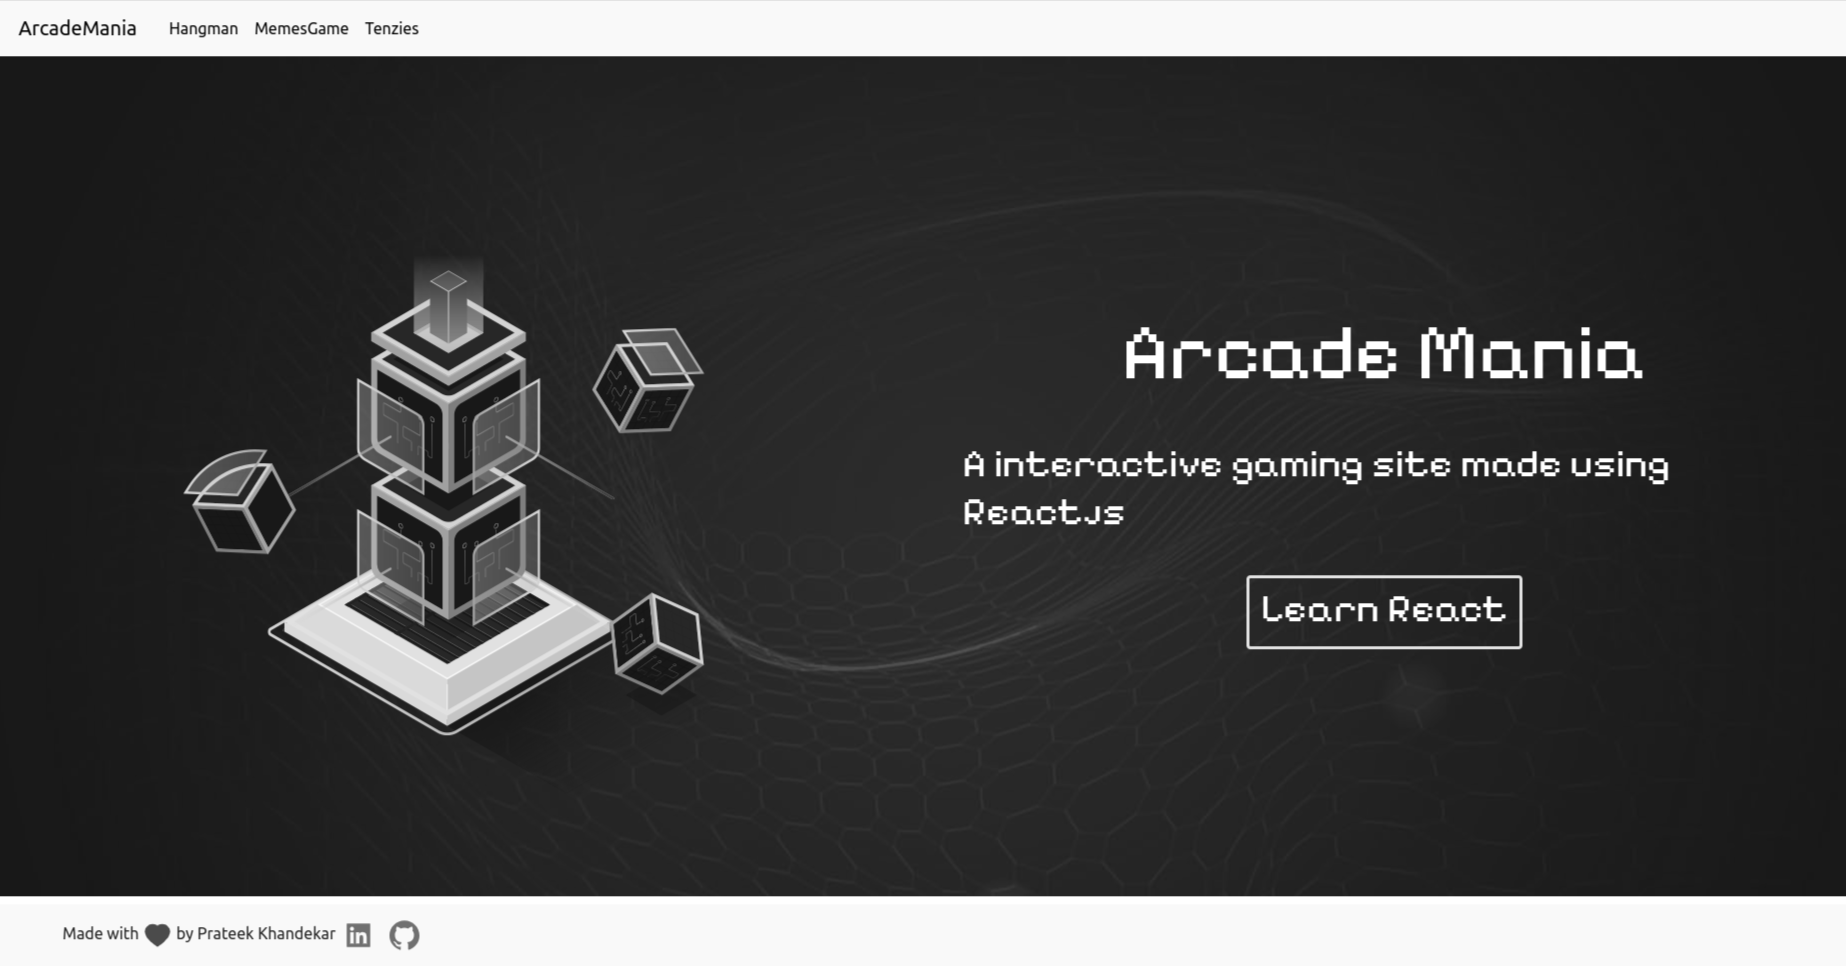 ArcadeMania Hangman MemesGame Tenzies
Arcade Mania
A interactive gaming site made using
ReactJs
Learn React
Made with by Prateek Khandekar in